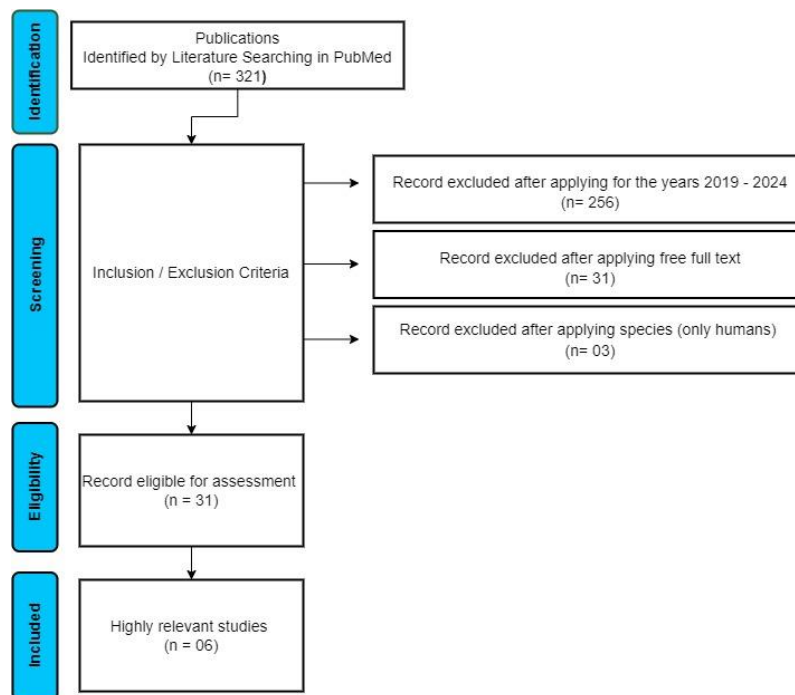 Identification
Publications
Identified by Literature Searching in PubMed
(n= 321)
Screening
Inclusion / Exclusion Criteria
Record excluded after applying for the years 2019 - 2024
(n= 256)
Record excluded after applying free full text
(n= 31)
Record excluded after applying species (only humans)
(n= 03)
Eligibility
Record eligible for assessment
(n = 31)
Included
Highly relevant studies
(n = 06)